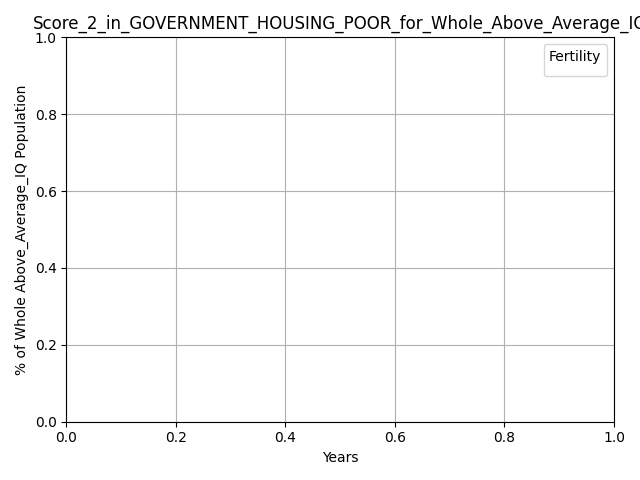 Score_2_in_GOVERNMENT_HOUSING_POOR_for_Whole_Above_Average_IQ
Fertility
% of Whole Above_Average_IQ Population
1.0
0.8
0.6
0.4
0.2
0.0
0.0 0.2 0.4 0.6 0.8 1.0
Years